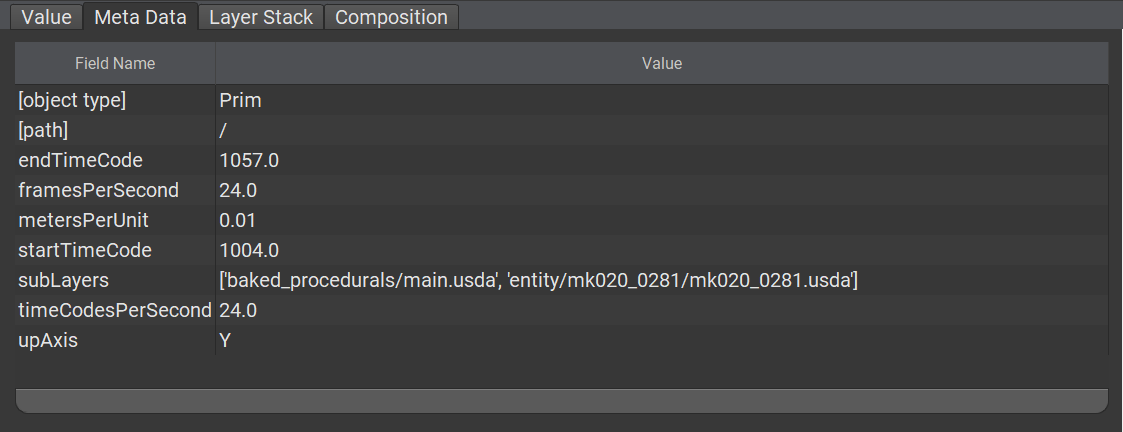 Value Meta Data Layer Stack Composition
Field Name Value
[object type] Prim
[path] /
endTimeCode 1057.0
framesPerSecond 24.0
metersPerUnit 0.01
startTimeCode 1004.0
subLayers ['baked_procedurals/main.usda', 'entity/mk020_0281/mk020_0281.usda']
timeCodesPerSecond 24.0
upAxis Y